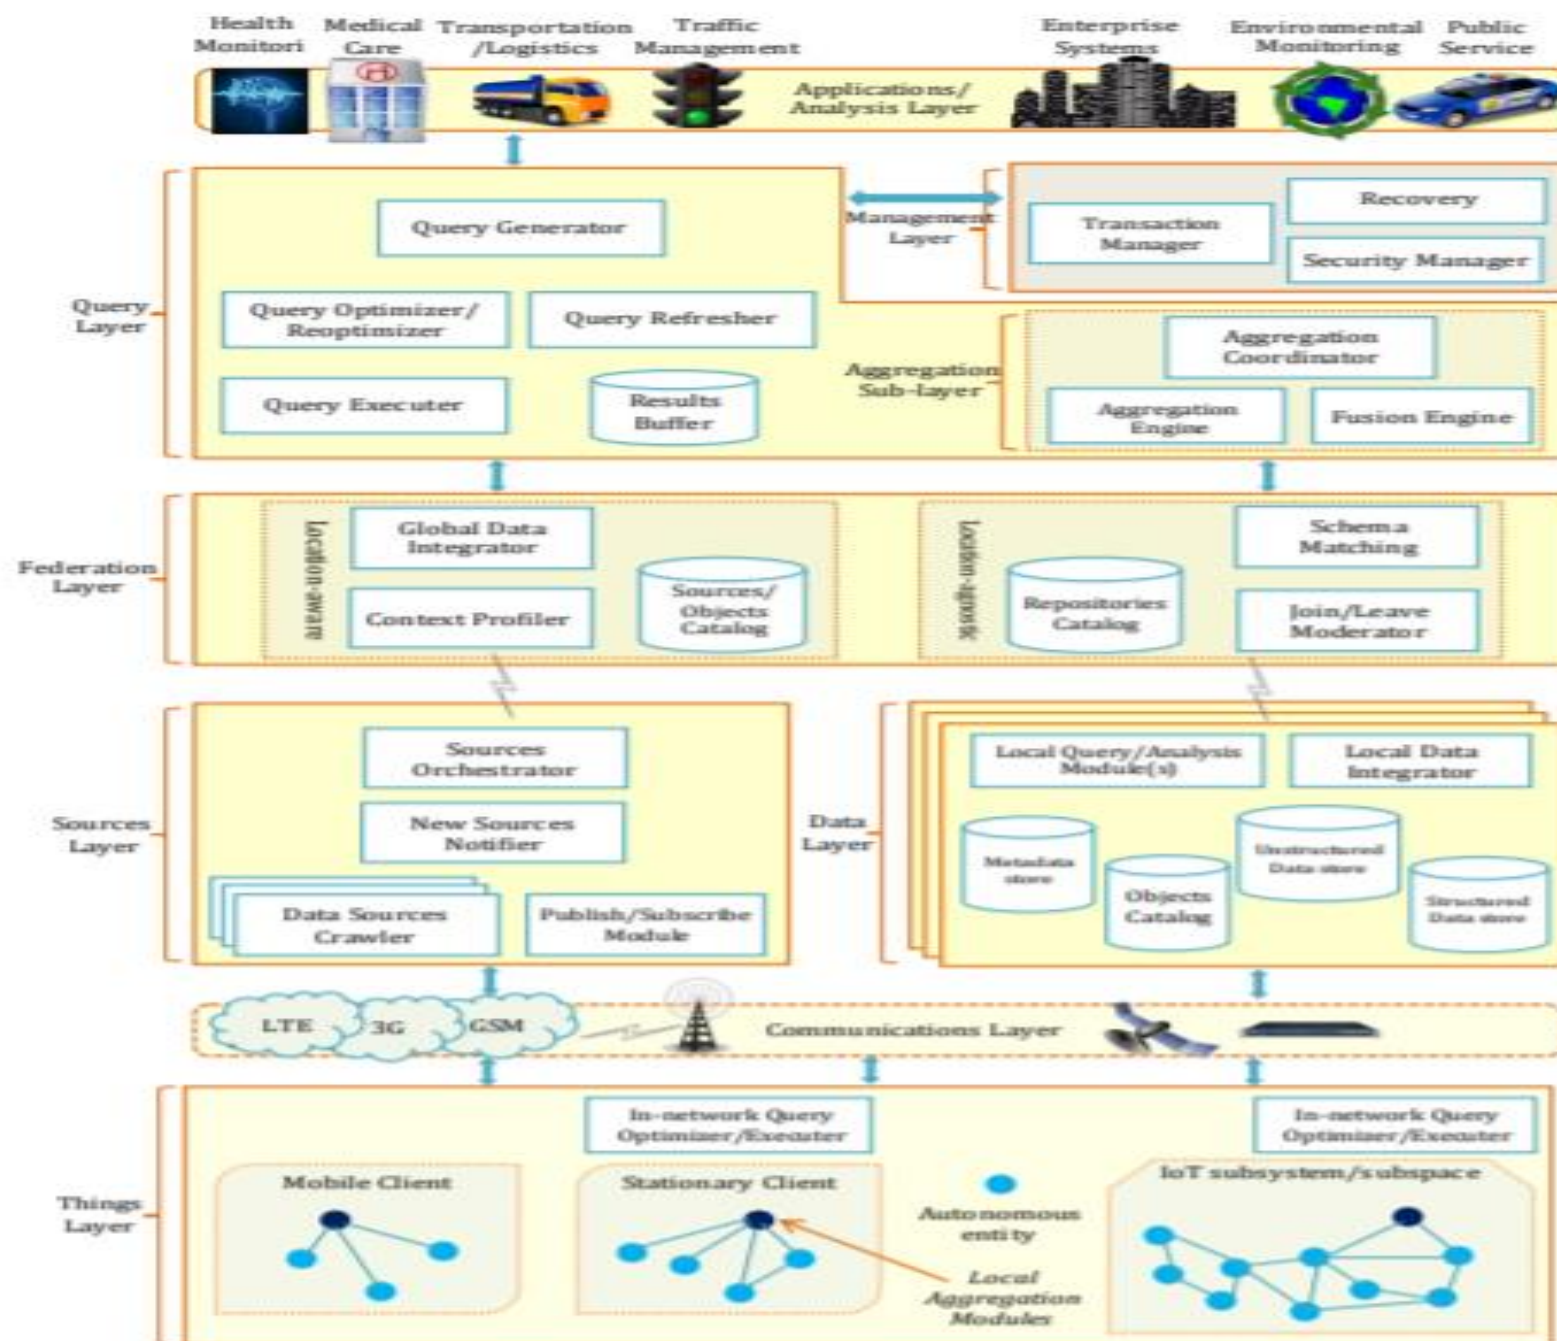 Health
Monitori
Medical
Care
Transportation
/Logistics
Traffic
Management
Enterprise
Systems
Environmental
Monitoring
Public
Service
Applications/
Analysis Layer
Query
Layer
Query Generator
Query Optimizer/
Reoptimizer
Query Refresher
Query Executer
Results
Buffer
Management
Layer
Transaction
Manager
Recovery
Security Manager
Aggregation
Sub-layer
Aggregation
Coordinator
Aggregation
Engine
Fusion Engine
Federation
Layer
Location-aware
Global Data
Integrator
Context Profiler
Sources/
Objects
Catalog
Location-agnostic
Repositories
Catalog
Schema
Matching
Join/Leave
Moderator
Sources
Layer
Sources
Orchestrator
New Sources
Notifier
Data Sources
Crawler
Publish/Subscribe
Module
Data
Layer
Local Query/Analysis
Module(s)
Local Data
Integrator
Metadata
store
Objects
Catalog
Unstructured
Data store
Structured
Data store
LTE
3G
GSM
Communications Layer
Things
Layer
In-network Query
Optimizer/Executer
In-network Query
Optimizer/Executer
Mobile Client
Stationary Client
Autonomous
entity
Local
Aggregation
Modules
IoT subsystem/subspace